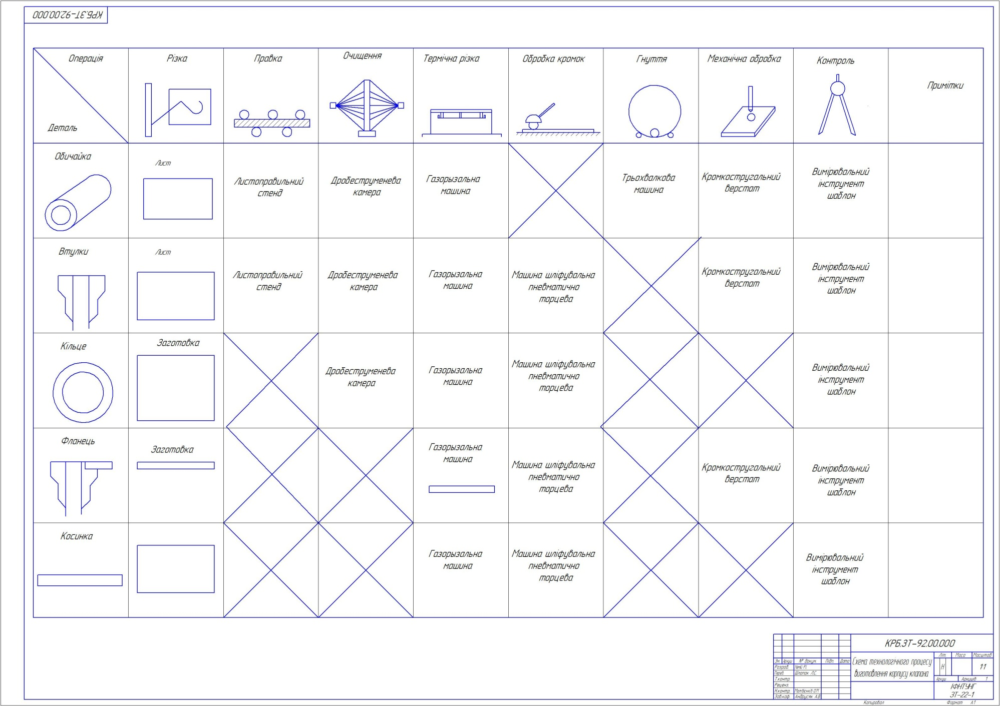 КРБ.ЗТ-92.00.000
Операція
Деталь
Різка
Правка
Очищення
Термічна різка
Обробка кромок
Гнуття
Механічна обробка
Контроль
Примітки
Обичайка
Лист
Листоправильний
стенд
Дробеструменева
камера
Газорызальна
машина
Трьохвалкова
машина
Кромкостругальний
верстат
Вимірювальний
інструмент
шаблон
Втулки
Лист
Листоправильний
стенд
Дробеструменева
камера
Газорызальна
машина
Машина шліфувальна
пневматично
торцева
Кромкостругальний
верстат
Вимірювальний
інструмент
шаблон
Кільце
Заготовка
Дробеструменева
камера
Газорызальна
машина
Машина шліфувальна
пневматично
торцева
Вимірювальний
інструмент
шаблон
Фланець
Заготовка
Газорызальна
машина
Машина шліфувальна
пневматично
торцева
Кромкостругальний
верстат
Вимірювальний
інструмент
шаблон
Косинка
Газорызальна
машина
Машина шліфувальна
пневматично
торцева
Вимірювальний
інструмент
шаблон
КРБ.ЗТ-92.00.000
Зм. Аркуш № докум. Підп. Дата
Розроб.
Перев. Шлапак Л.С.
Т.контр.
Реценз.
Н.контр. Матвієнків О.М
Зав.каф. Андрусяк А.В.
Схема технологічного процесу
виготовлення корпусу клапана
Літ. Маса Масштаб
Н 1:1
Аркуш Аркушів 1
ІФНТУНГ
ЗТ-22-1
Копировал Формат А1